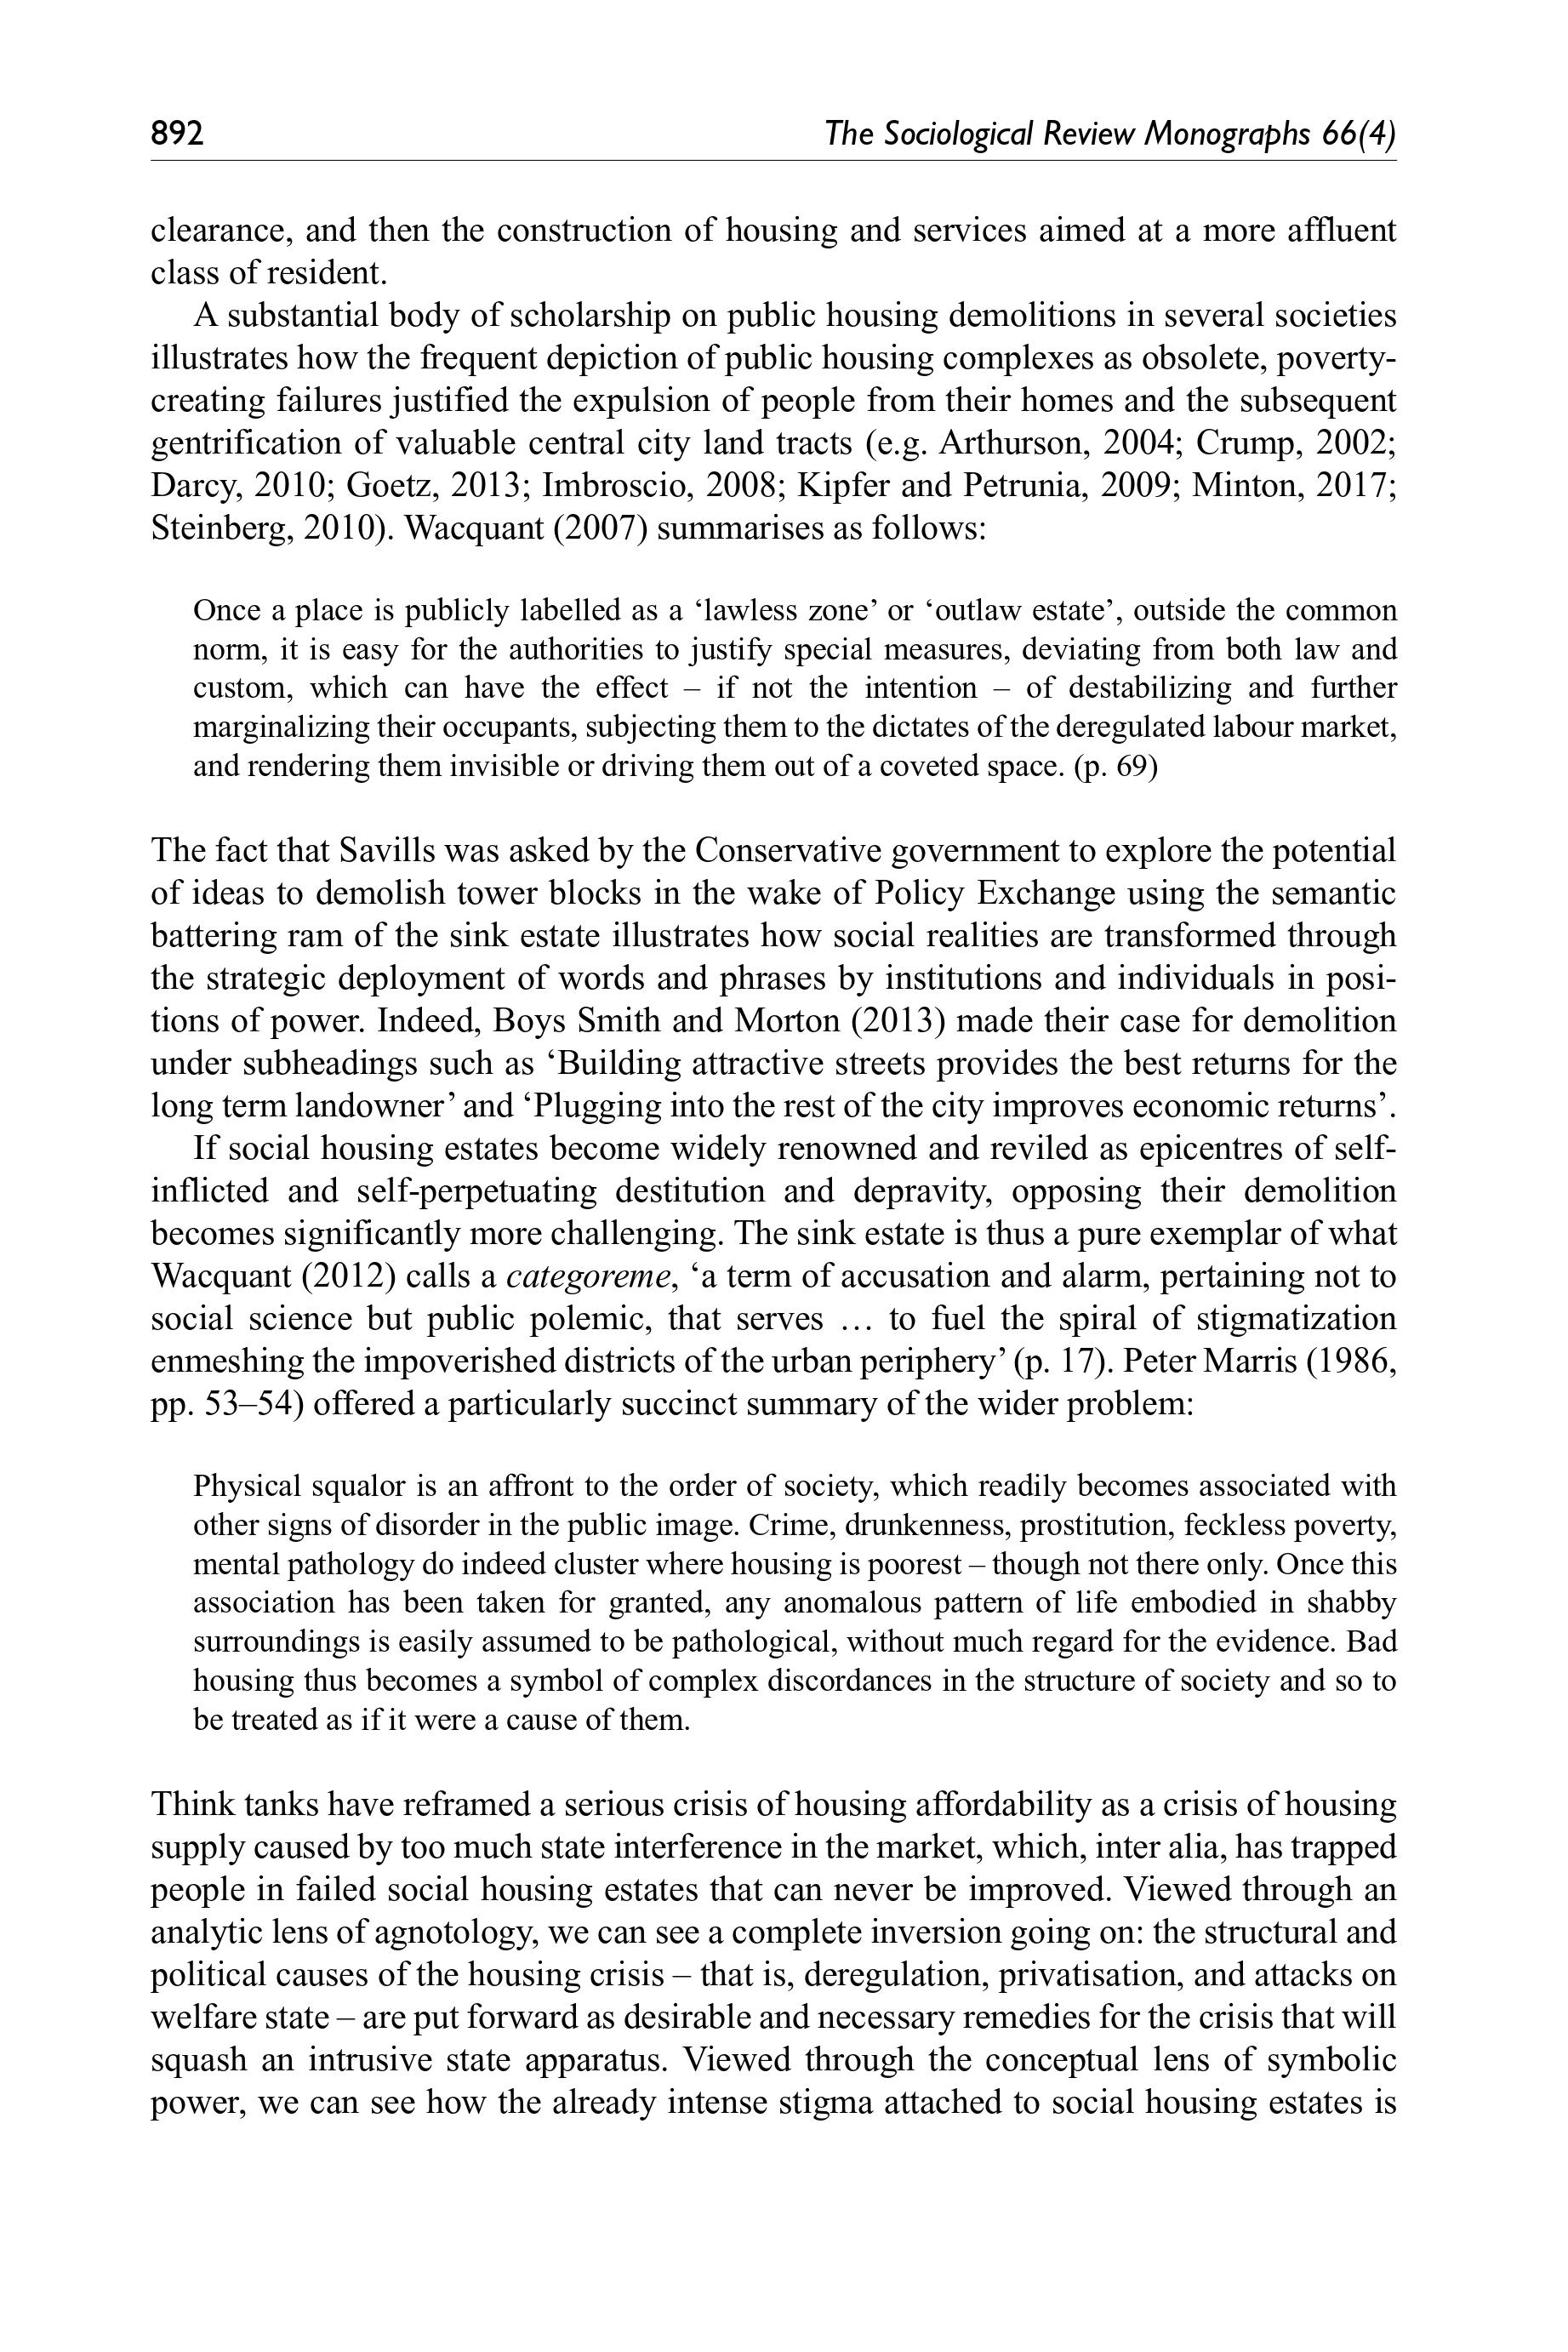 892
The Sociological Review Monographs 66(4)
clearance, and then the construction of housing and services aimed at a more affluent
class of resident.
A substantial body of scholarship on public housing demolitions in several societies
illustrates how the frequent depiction of public housing complexes as obsolete, poverty-
creating failures justified the expulsion of people from their homes and the subsequent
gentrification of valuable central city land tracts (e.g. Arthurson, 2004; Crump, 2002;
Darcy, 2010; Goetz, 2013; Imbroscio, 2008; Kipfer and Petrunia, 2009; Minton, 2017;
Steinberg, 2010). Wacquant (2007) summarises as follows:
Once a place is publicly labelled as a ‘lawless zone’ or ‘outlaw estate’, outside the common
norm, it is easy for the authorities to justify special measures, deviating from both law and
custom, which can have the effect – if not the intention – of destabilizing and further
marginalizing their occupants, subjecting them to the dictates of the deregulated labour market,
and rendering them invisible or driving them out of a coveted space. (p. 69)
The fact that Savills was asked by the Conservative government to explore the potential
of ideas to demolish tower blocks in the wake of Policy Exchange using the semantic
battering ram of the sink estate illustrates how social realities are transformed through
the strategic deployment of words and phrases by institutions and individuals in posi-
tions of power. Indeed, Boys Smith and Morton (2013) made their case for demolition
under subheadings such as ‘Building attractive streets provides the best returns for the
long term landowner’ and ‘Plugging into the rest of the city improves economic returns’.
If social housing estates become widely renowned and reviled as epicentres of self-
inflicted and self-perpetuating destitution and depravity, opposing their demolition
becomes significantly more challenging. The sink estate is thus a pure exemplar of what
Wacquant (2012) calls a categoreme, ‘a term of accusation and alarm, pertaining not to
social science but public polemic, that serves … to fuel the spiral of stigmatization
enmeshing the impoverished districts of the urban periphery’ (p. 17). Peter Marris (1986,
pp. 53–54) offered a particularly succinct summary of the wider problem:
Physical squalor is an affront to the order of society, which readily becomes associated with
other signs of disorder in the public image. Crime, drunkenness, prostitution, feckless poverty,
mental pathology do indeed cluster where housing is poorest – though not there only. Once this
association has been taken for granted, any anomalous pattern of life embodied in shabby
surroundings is easily assumed to be pathological, without much regard for the evidence. Bad
housing thus becomes a symbol of complex discordances in the structure of society and so to
be treated as if it were a cause of them.
Think tanks have reframed a serious crisis of housing affordability as a crisis of housing
supply caused by too much state interference in the market, which, inter alia, has trapped
people in failed social housing estates that can never be improved. Viewed through an
analytic lens of agnotology, we can see a complete inversion going on: the structural and
political causes of the housing crisis – that is, deregulation, privatisation, and attacks on
welfare state – are put forward as desirable and necessary remedies for the crisis that will
squash an intrusive state apparatus. Viewed through the conceptual lens of symbolic
power, we can see how the already intense stigma attached to social housing estates is